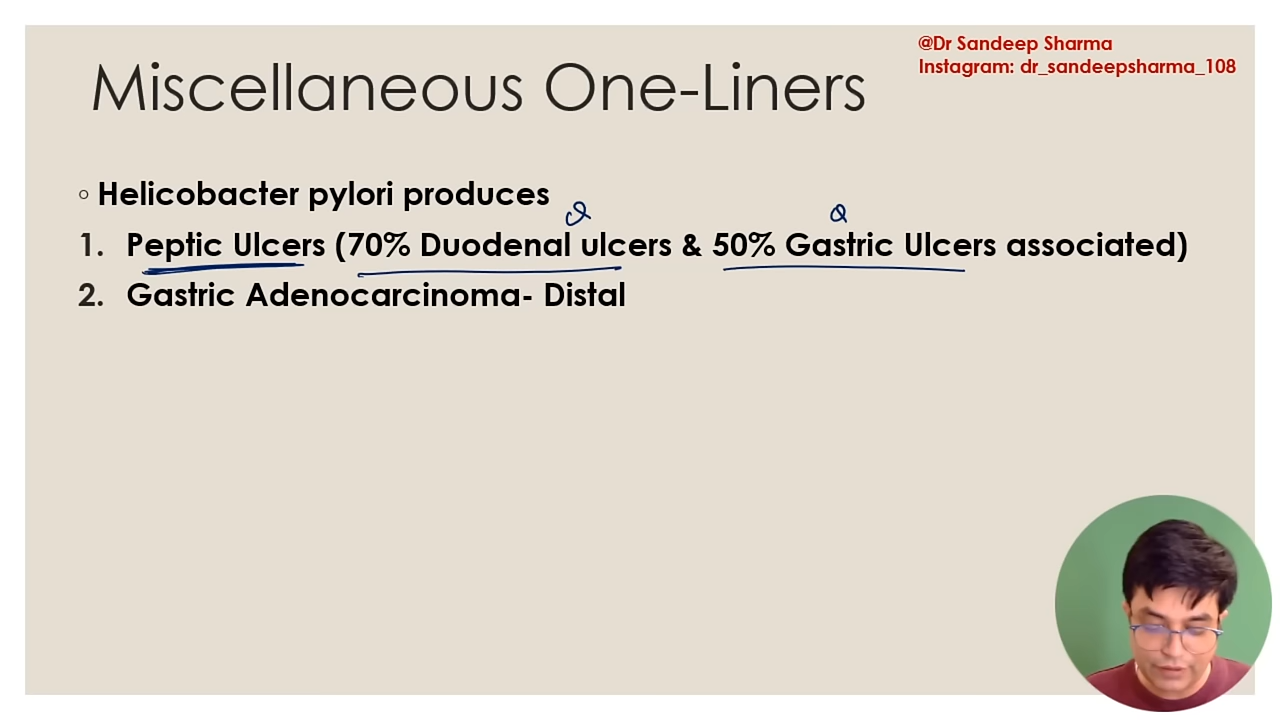 @Dr Sandeep Sharma
Instagram: dr_sandeepsharma_108
Miscellaneous One-Liners
◦ Helicobacter pylori produces
1. Peptic Ulcers (70% Duodenal ulcers & 50% Gastric Ulcers associated)
2. Gastric Adenocarcinoma- Distal